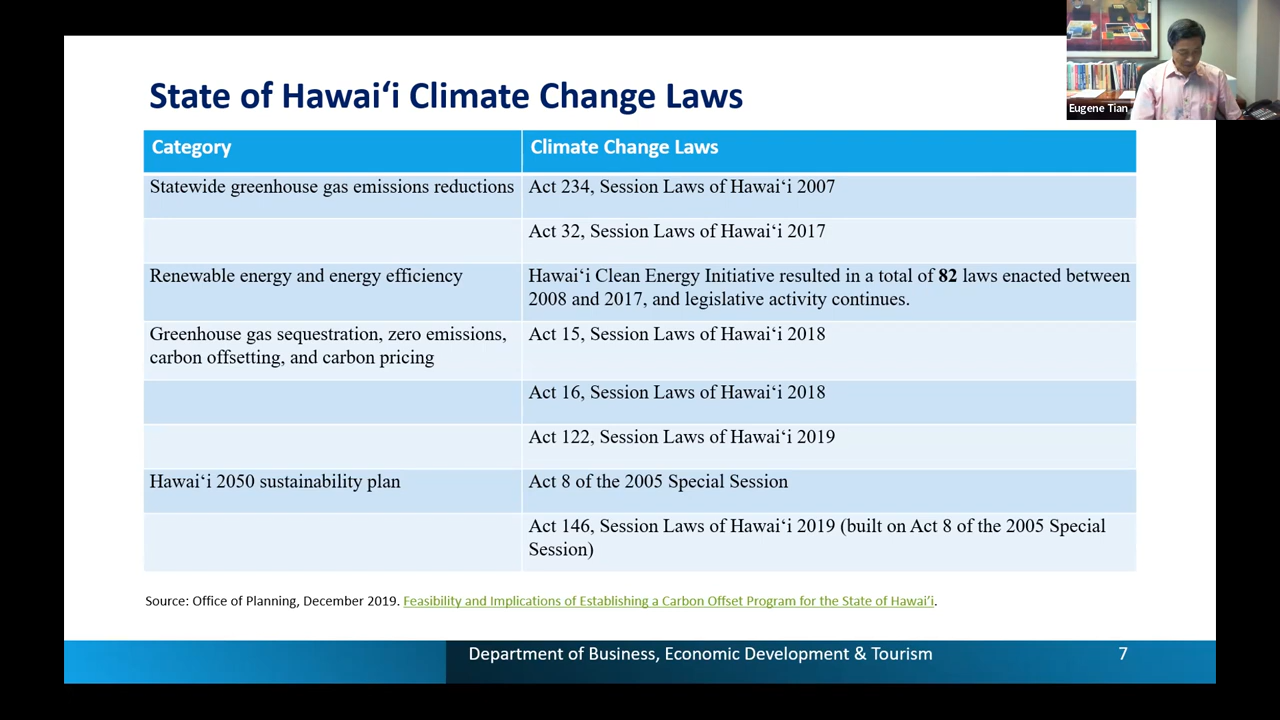 State of Hawaiʻi Climate Change Laws
Eugene Tian
Category
Climate Change Laws
Statewide greenhouse gas emissions reductions
Act 234, Session Laws of Hawaiʻi 2007
Act 32, Session Laws of Hawaiʻi 2017
Renewable energy and energy efficiency
Hawaiʻi Clean Energy Initiative resulted in a total of 82 laws enacted between
2008 and 2017, and legislative activity continues.
Greenhouse gas sequestration, zero emissions,
carbon offsetting, and carbon pricing
Act 15, Session Laws of Hawaiʻi 2018
Act 16, Session Laws of Hawaiʻi 2018
Act 122, Session Laws of Hawaiʻi 2019
Hawaiʻi 2050 sustainability plan
Act 8 of the 2005 Special Session
Act 146, Session Laws of Hawaiʻi 2019 (built on Act 8 of the 2005 Special
Session)
Source: Office of Planning, December 2019. Feasibility and Implications of Establishing a Carbon Offset Program for the State of Hawai’i.
Department of Business, Economic Development & Tourism
7